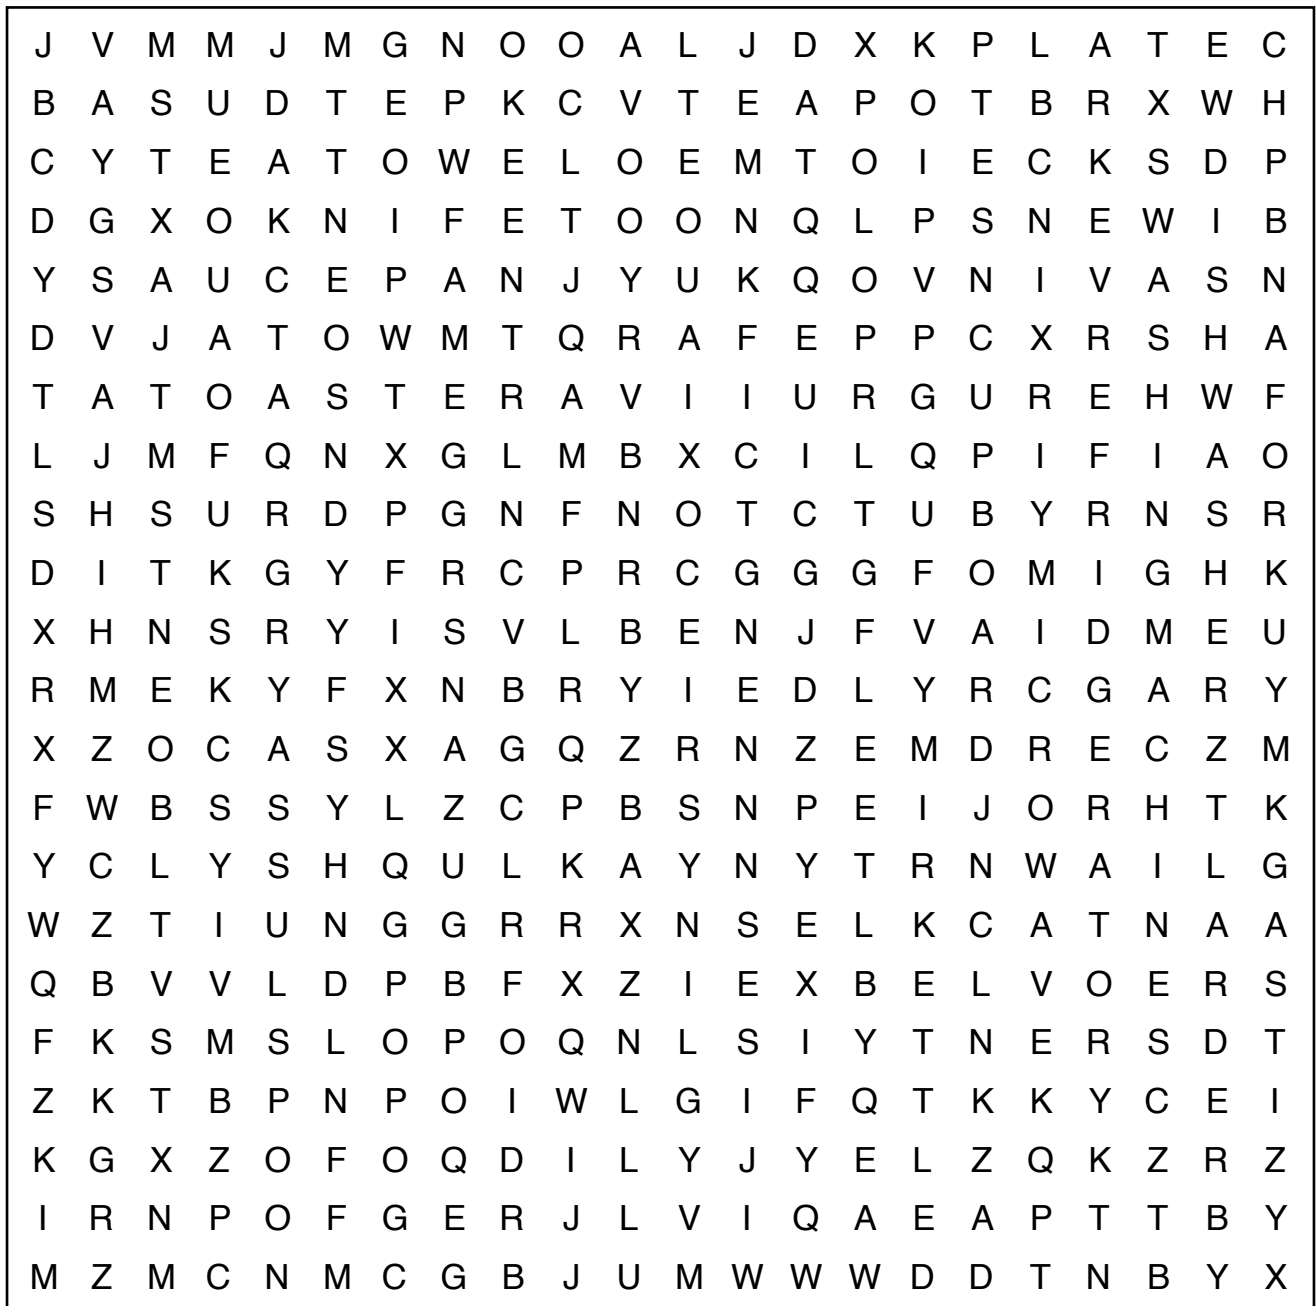 J V M M J M G N O O A L J D X K P L A T E C
B A S U D T E P K C V T E A P O T B R X W H
C Y T E A T O W E L O E M T O I E C K S D P
D G X O K N I F E T O O N Q L P S N E W I B
Y S A U C E P A N J Y U K Q O V N I V A S N
D V J A T O W M T Q R A F E P P C X R S H A
T A T O A S T E R A V I I U R G U R E H W F
L J M F Q N X G L M B X C I L Q P I F I A O
S H S U R D P G N F N O T C T U B Y R N S R
D I T K G Y F R C P R C G G G F O M I G H K
X H N S R Y I S V L B E N J F V A I D M E U
R M E K Y F X N B R Y I E D L Y R C G A R Y
X Z O C A S X A G Q Z R N Z E M D R E C Z M
F W B S S Y L Z C P B S N P E I J O R H T K
Y C L Y S H Q U L K A Y N Y T R N W A I L G
W Z T I U N G G R R X N S E L K C A T N A A
Q B V V L D P B F X Z I E X B E L V O E R S
F K S M S L O P O Q N L S I Y T N E R S D T
Z K T B P N P O I W L G I F Q T K K Y C E I
K G X Z O F O Q D I L Y J Y E L Z Q K Z R Z
I R N P O F G E R J L V I Q A E A P T T B Y
M Z M C N M C G B J U M W W W D D T N B Y X